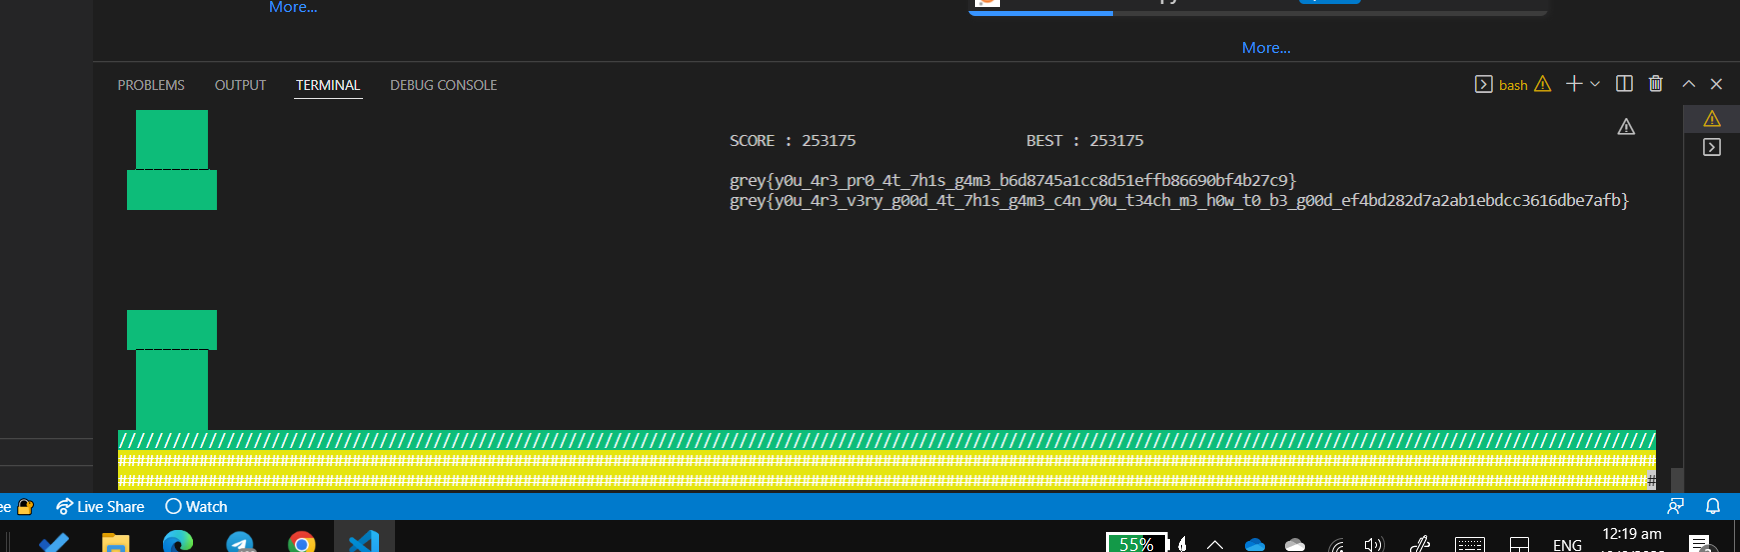 More...
More...
PROBLEMS OUTPUT TERMINAL DEBUG CONSOLE bash
SCORE : 253175 BEST : 253175
grey{y0u_4r3_pr0_4t_7h1s_g4m3_b6d8745a1cc8d51effb86690bf4b27c9}
grey{y0u_4r3_v3ry_g00d_4t_7h1s_g4m3_c4n_y0u_t34ch_m3_h0w_t0_b3_g00d_ef4bd282d7a2ab1ebdcc3616dbe7afb}
ee Live Share Watch
55% ENG 12:19 am